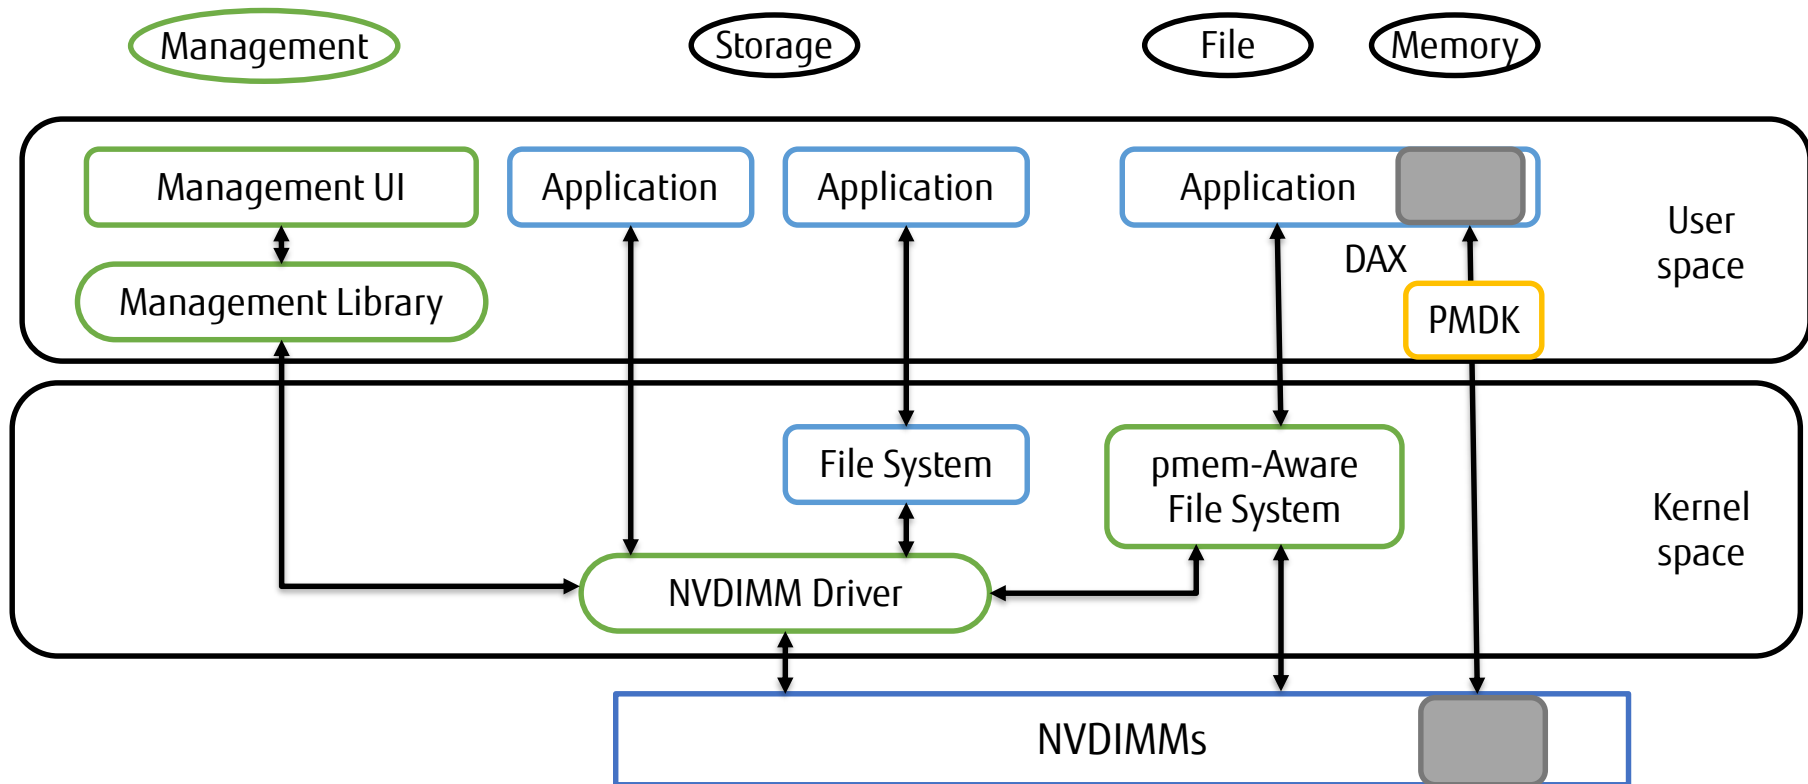 Management
Storage
File
Memory
Management UI
Application
Application
Application
User
space
DAX
Management Library
PMDK
File System
pmem-Aware
File System
Kernel
space
NVDIMM Driver
NVDIMMs